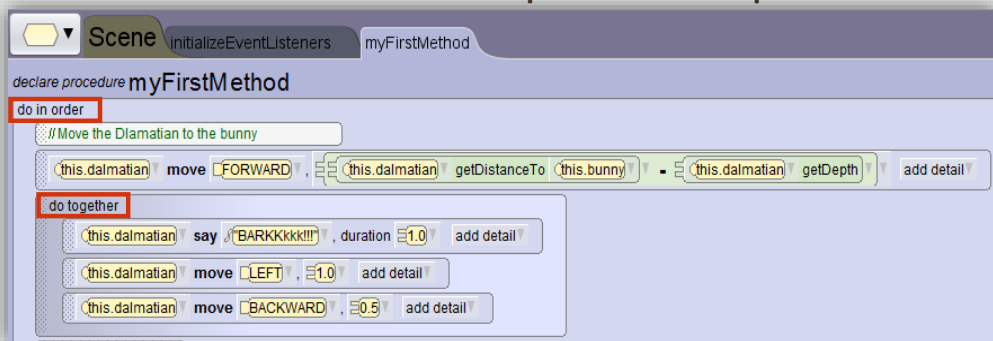 Scene initializeEventListeners myFirstMethod
declare procedure myFirstMethod
do in order
//Move the Dlamatian to the bunny
this.dalmatian move FORWARD , this.dalmatian getDistanceTo this.bunny - this.dalmatian getDepth add detail
do together
this.dalmatian say "BARKKkkk!!!" , duration 1.0 add detail
this.dalmatian move LEFT , 1.0 add detail
this.dalmatian move BACKWARD , 0.5 add detail